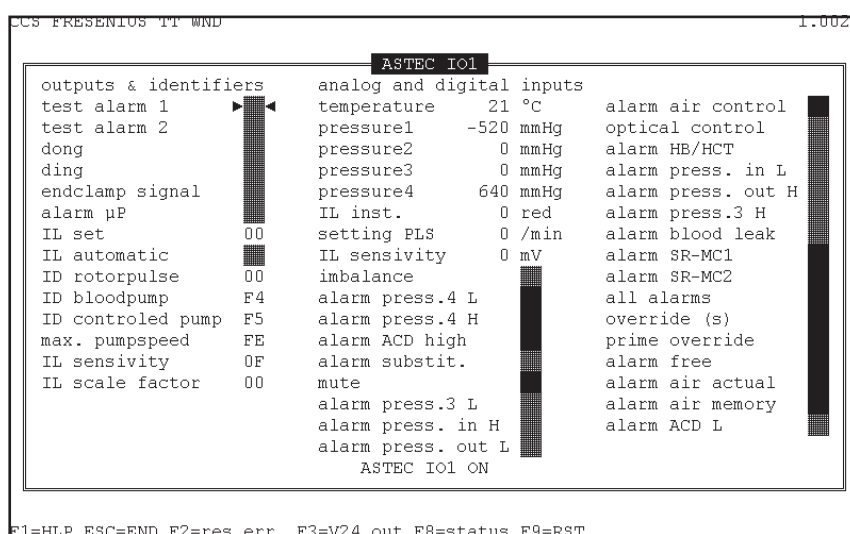 CCS FRESENIUS TT WND 1.00Z
ASTEC IO1
outputs & identifiers analog and digital inputs
test alarm 1 temperature 21 °C alarm air control
test alarm 2 pressure1 -520 mmHg optical control
dong pressure2 0 mmHg alarm HB/HCT
ding pressure3 0 mmHg alarm press. in L
endclamp signal pressure4 640 mmHg alarm press. out H
alarm µP IL inst. 0 red alarm press.3 H
IL set 00 setting PLS 0 /min alarm blood leak
IL automatic IL sensivity 0 mV alarm SR-MC1
ID rotorpulse 00 imbalance alarm SR-MC2
ID bloodpump F4 alarm press.4 L all alarms
ID controled pump F5 alarm press.4 H override (s)
max. pumpspeed FE alarm ACD high prime override
IL sensivity 0F alarm substit. alarm free
IL scale factor 00 mute alarm air actual
alarm press.3 L alarm air memory
alarm press. in H alarm ACD L
alarm press. out L
ASTEC IO1 ON
F1=HLP ESC=END F2=res err F3=V24 out F8=status F9=RST